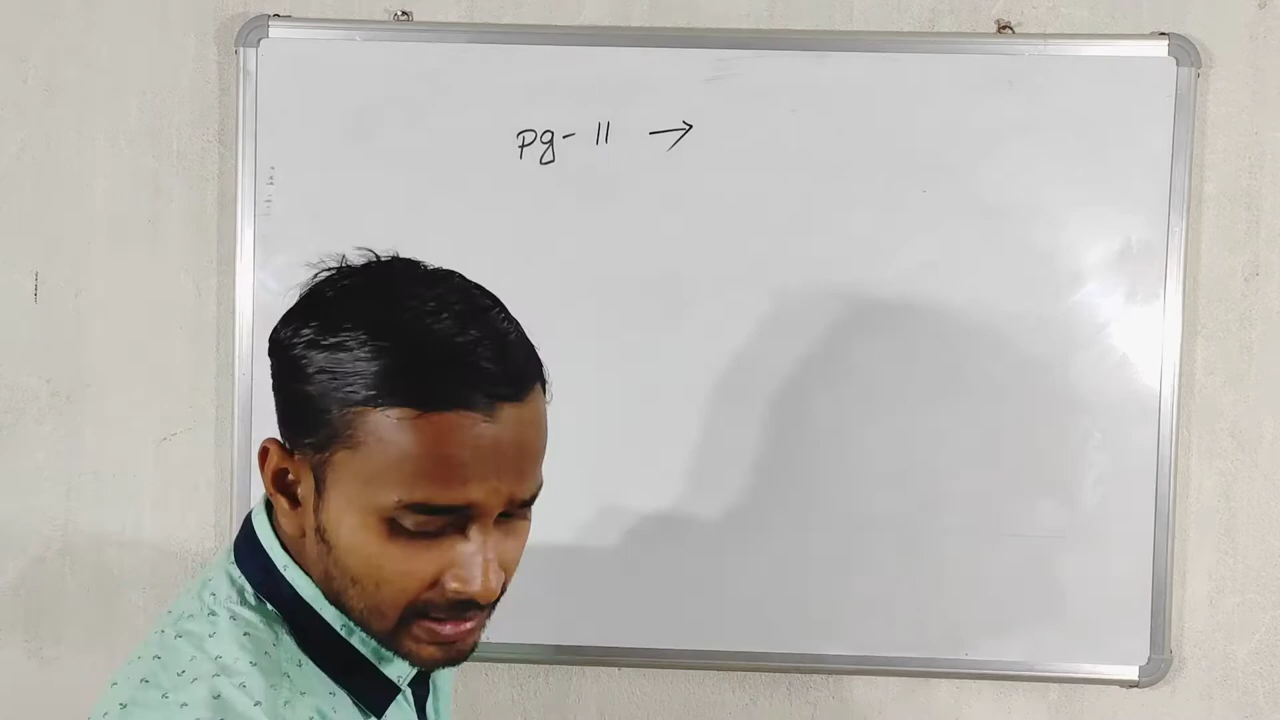 pg- 11 →